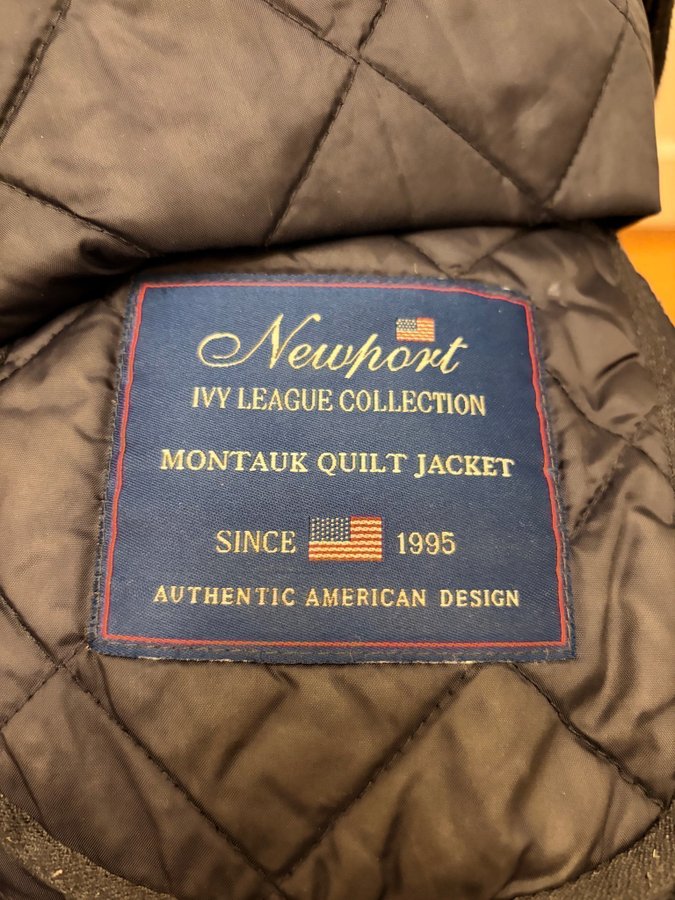 Newport
IVY LEAGUE COLLECTION
MONTAUK QUILT JACKET
SINCE 1995
AUTHENTIC AMERICAN DESIGN